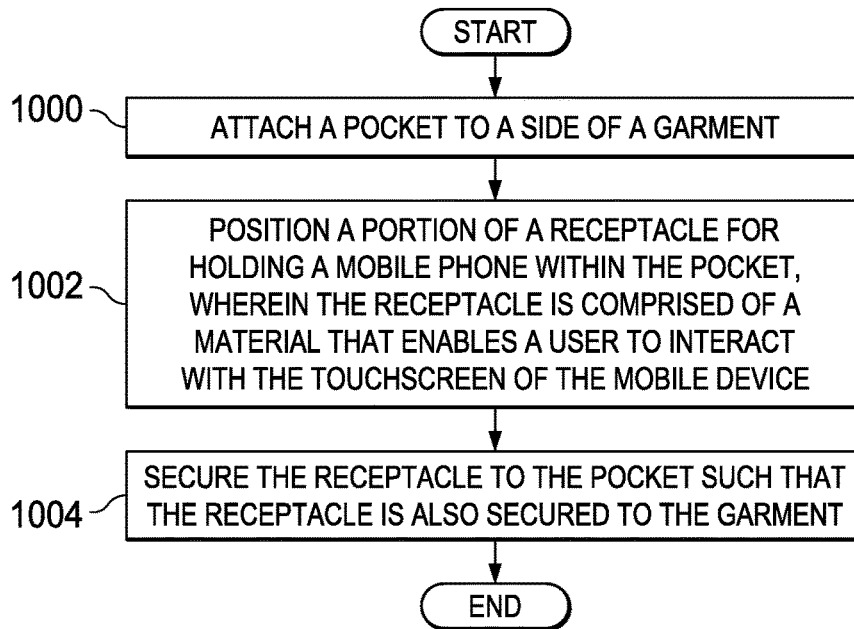 START
1000
ATTACH A POCKET TO A SIDE OF A GARMENT
1002
POSITION A PORTION OF A RECEPTACLE FOR
HOLDING A MOBILE PHONE WITHIN THE POCKET,
WHEREIN THE RECEPTACLE IS COMPRISED OF A
MATERIAL THAT ENABLES A USER TO INTERACT
WITH THE TOUCHSCREEN OF THE MOBILE DEVICE
1004
SECURE THE RECEPTACLE TO THE POCKET SUCH THAT
THE RECEPTACLE IS ALSO SECURED TO THE GARMENT
END